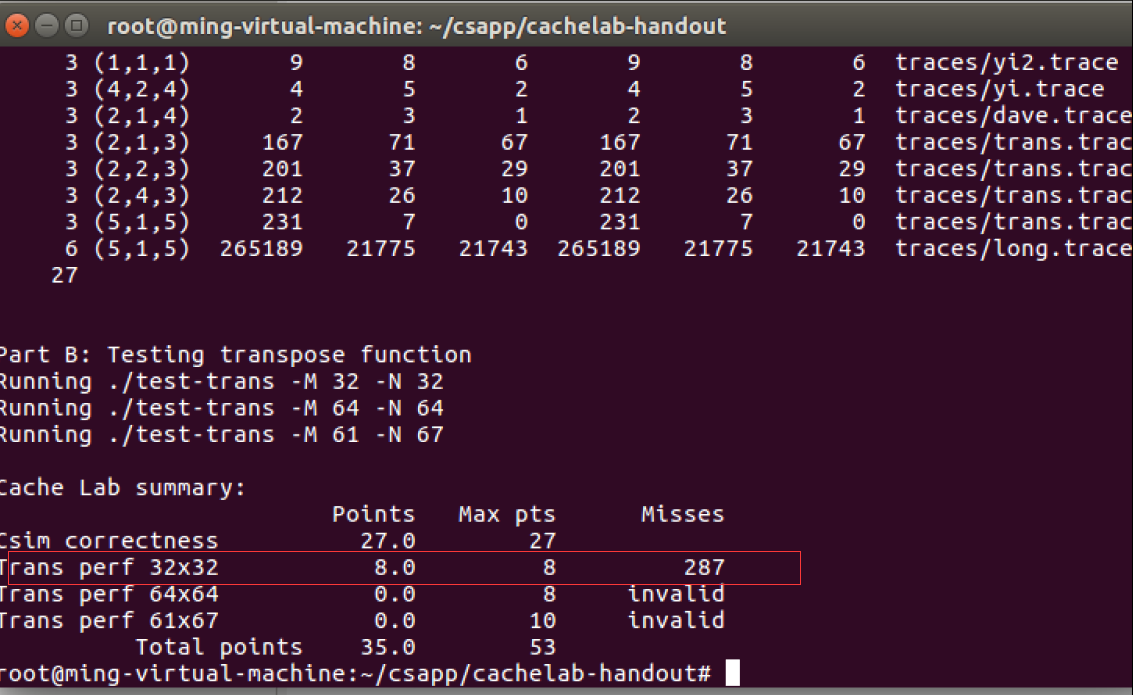 root@ming-virtual-machine: ~/csapp/cachelab-handout
3 (1,1,1) 9 8 6 9 8 6 traces/yi2.trace
3 (4,2,4) 4 5 2 4 5 2 traces/yi.trace
3 (2,1,4) 2 3 1 2 3 1 traces/dave.trace
3 (2,1,3) 167 71 67 167 71 67 traces/trans.trac
3 (2,2,3) 201 37 29 201 37 29 traces/trans.trac
3 (2,4,3) 212 26 10 212 26 10 traces/trans.trac
3 (5,1,5) 231 7 0 231 7 0 traces/trans.trac
6 (5,1,5) 265189 21775 21743 265189 21775 21743 traces/long.trace
27
Part B: Testing transpose function
Running ./test-trans -M 32 -N 32
Running ./test-trans -M 64 -N 64
Running ./test-trans -M 61 -N 67
Cache Lab summary:
Points Max pts Misses
Csim correctness 27.0 27
Trans perf 32x32 8.0 8 287
Trans perf 64x64 0.0 8 invalid
Trans perf 61x67 0.0 10 invalid
Total points 35.0 53
root@ming-virtual-machine:~/csapp/cachelab-handout#